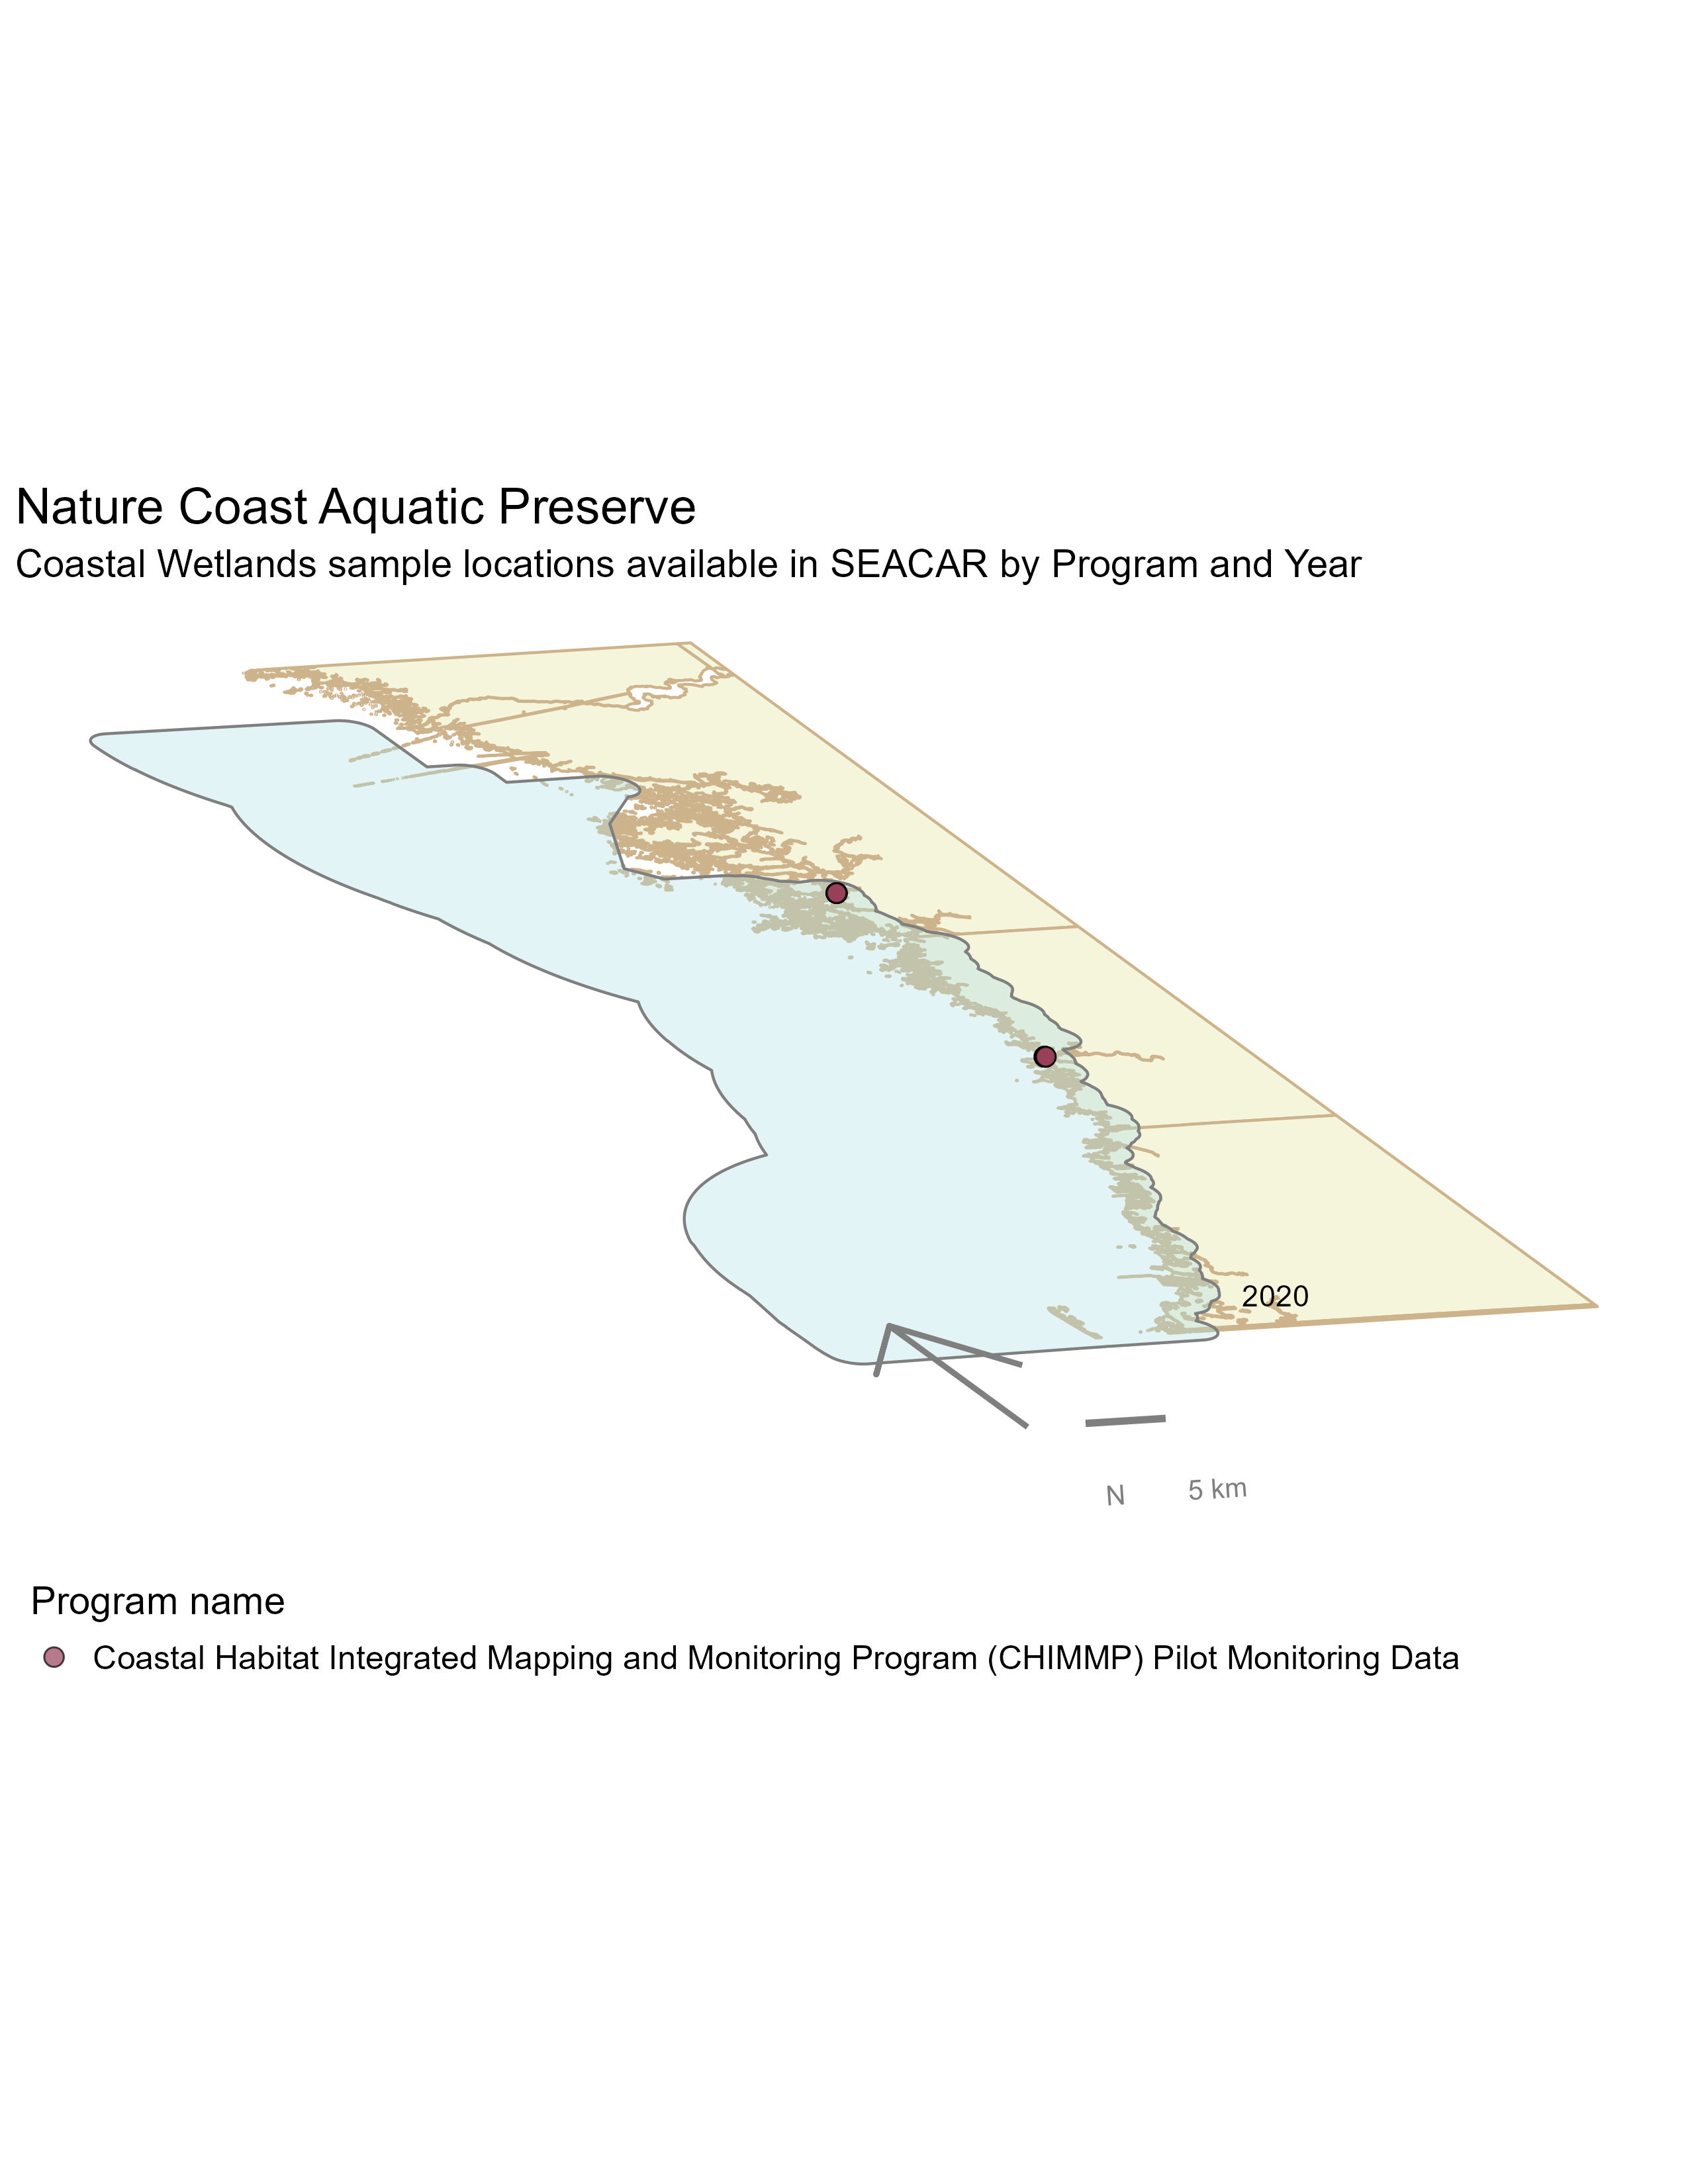 Nature Coast Aquatic Preserve
Coastal Wetlands sample locations available in SEACAR by Program and Year
2020
N
5 km
Program name
Coastal Habitat Integrated Mapping and Monitoring Program (CHIMMP) Pilot Monitoring Data